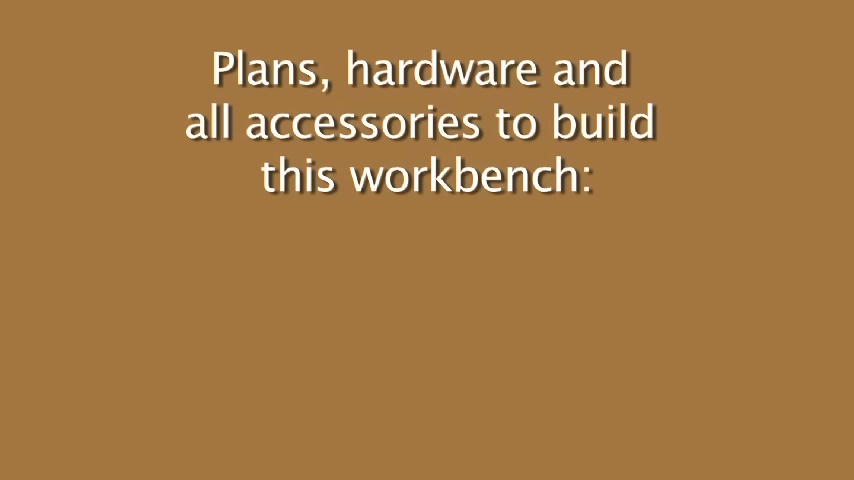 Plans, hardware and
all accessories to build
this workbench: